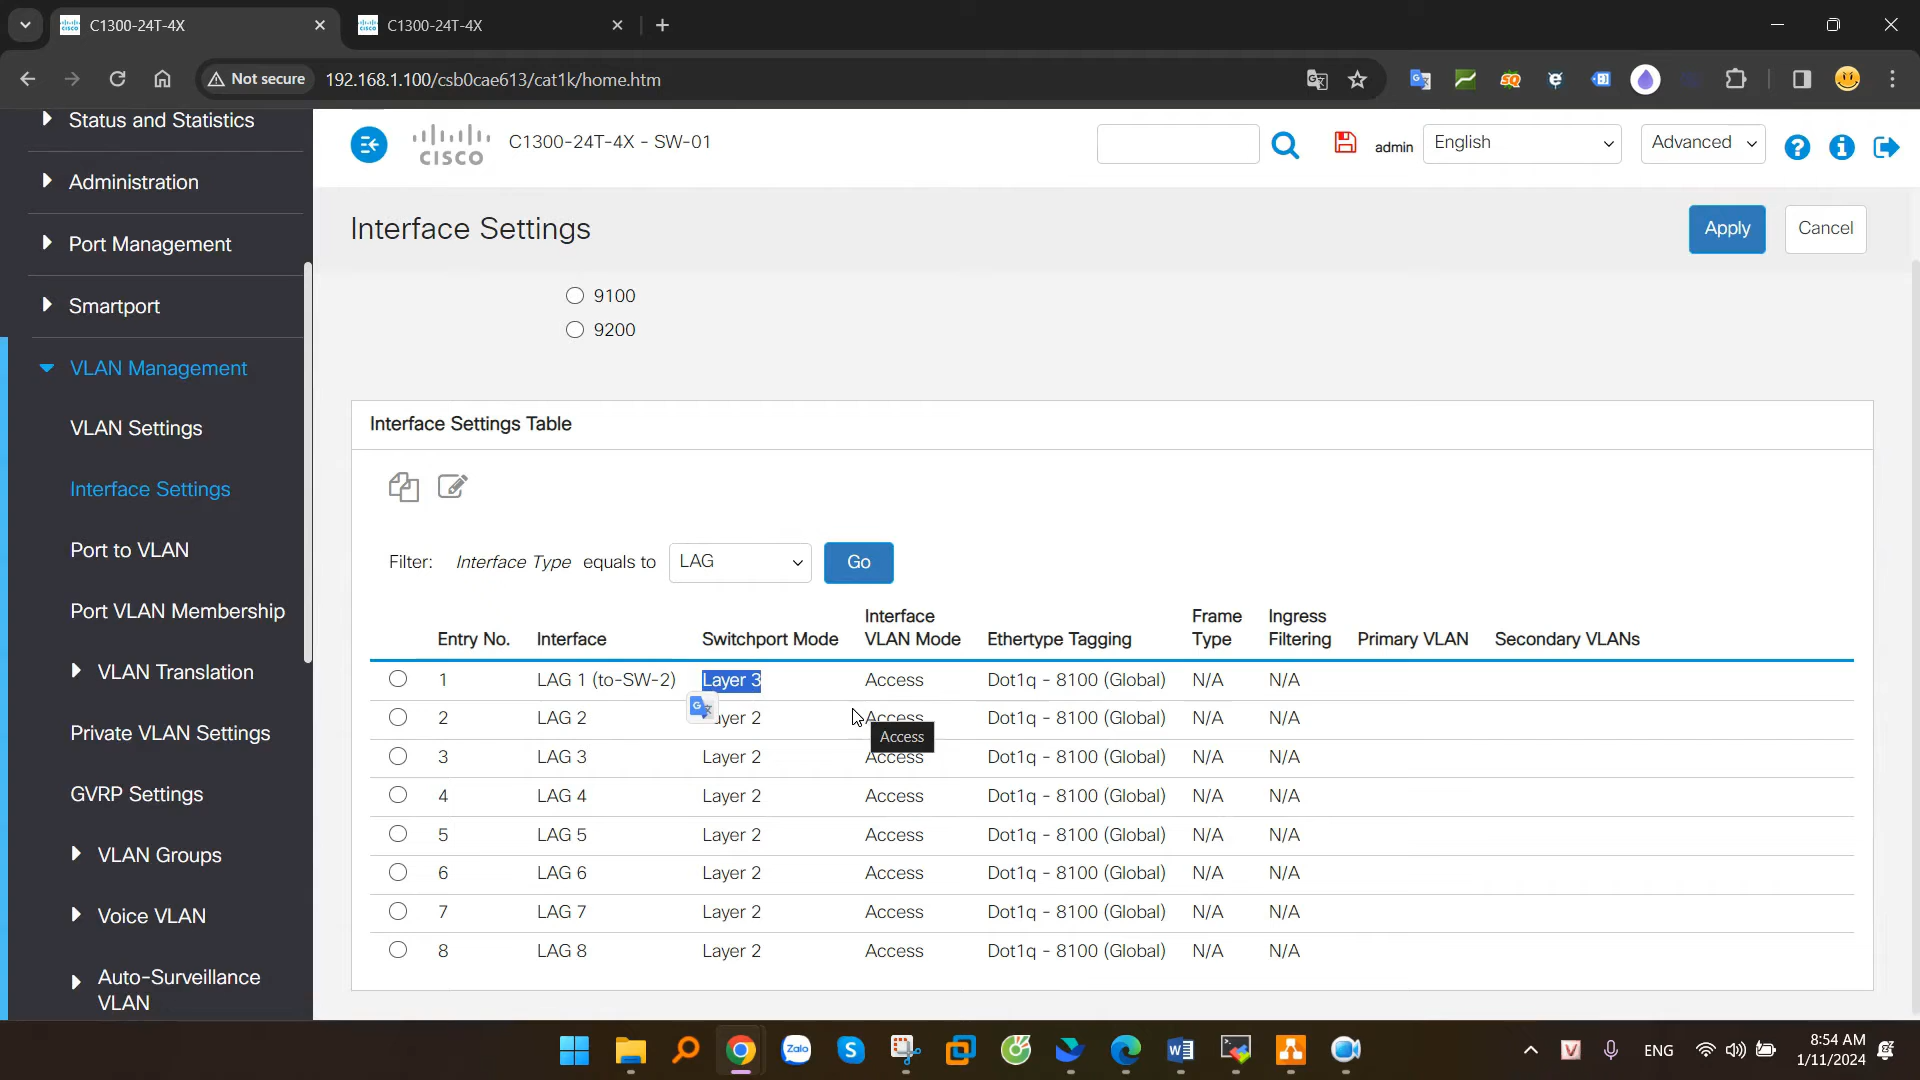 C1300-24T-4X
C1300-24T-4X
Not secure
192.168.1.100/csb0cae613/cat1k/home.htm
Status and Statistics
Administration
Port Management
Smartport
VLAN Management
VLAN Settings
Interface Settings
Port to VLAN
Port VLAN Membership
VLAN Translation
Private VLAN Settings
GVRP Settings
VLAN Groups
Voice VLAN
Auto-Surveillance
VLAN
CISCO
C1300-24T-4X - SW-01
admin
English
Advanced
Interface Settings
Apply
Cancel
9100
9200
Interface Settings Table
Filter: Interface Type equals to LAG Go
Entry No. Interface Switchport Mode Interface VLAN Mode Ethertype Tagging Frame Type Ingress Filtering Primary VLAN Secondary VLANs
1 LAG 1 (to-SW-2) Layer 3 Access Dot1q - 8100 (Global) N/A N/A
2 LAG 2 ayer 2 Access Dot1q - 8100 (Global) N/A N/A
Access
3 LAG 3 Layer 2 Access Dot1q - 8100 (Global) N/A N/A
4 LAG 4 Layer 2 Access Dot1q - 8100 (Global) N/A N/A
5 LAG 5 Layer 2 Access Dot1q - 8100 (Global) N/A N/A
6 LAG 6 Layer 2 Access Dot1q - 8100 (Global) N/A N/A
7 LAG 7 Layer 2 Access Dot1q - 8100 (Global) N/A N/A
8 LAG 8 Layer 2 Access Dot1q - 8100 (Global) N/A N/A
Zalo
ENG
8:54 AM
1/11/2024